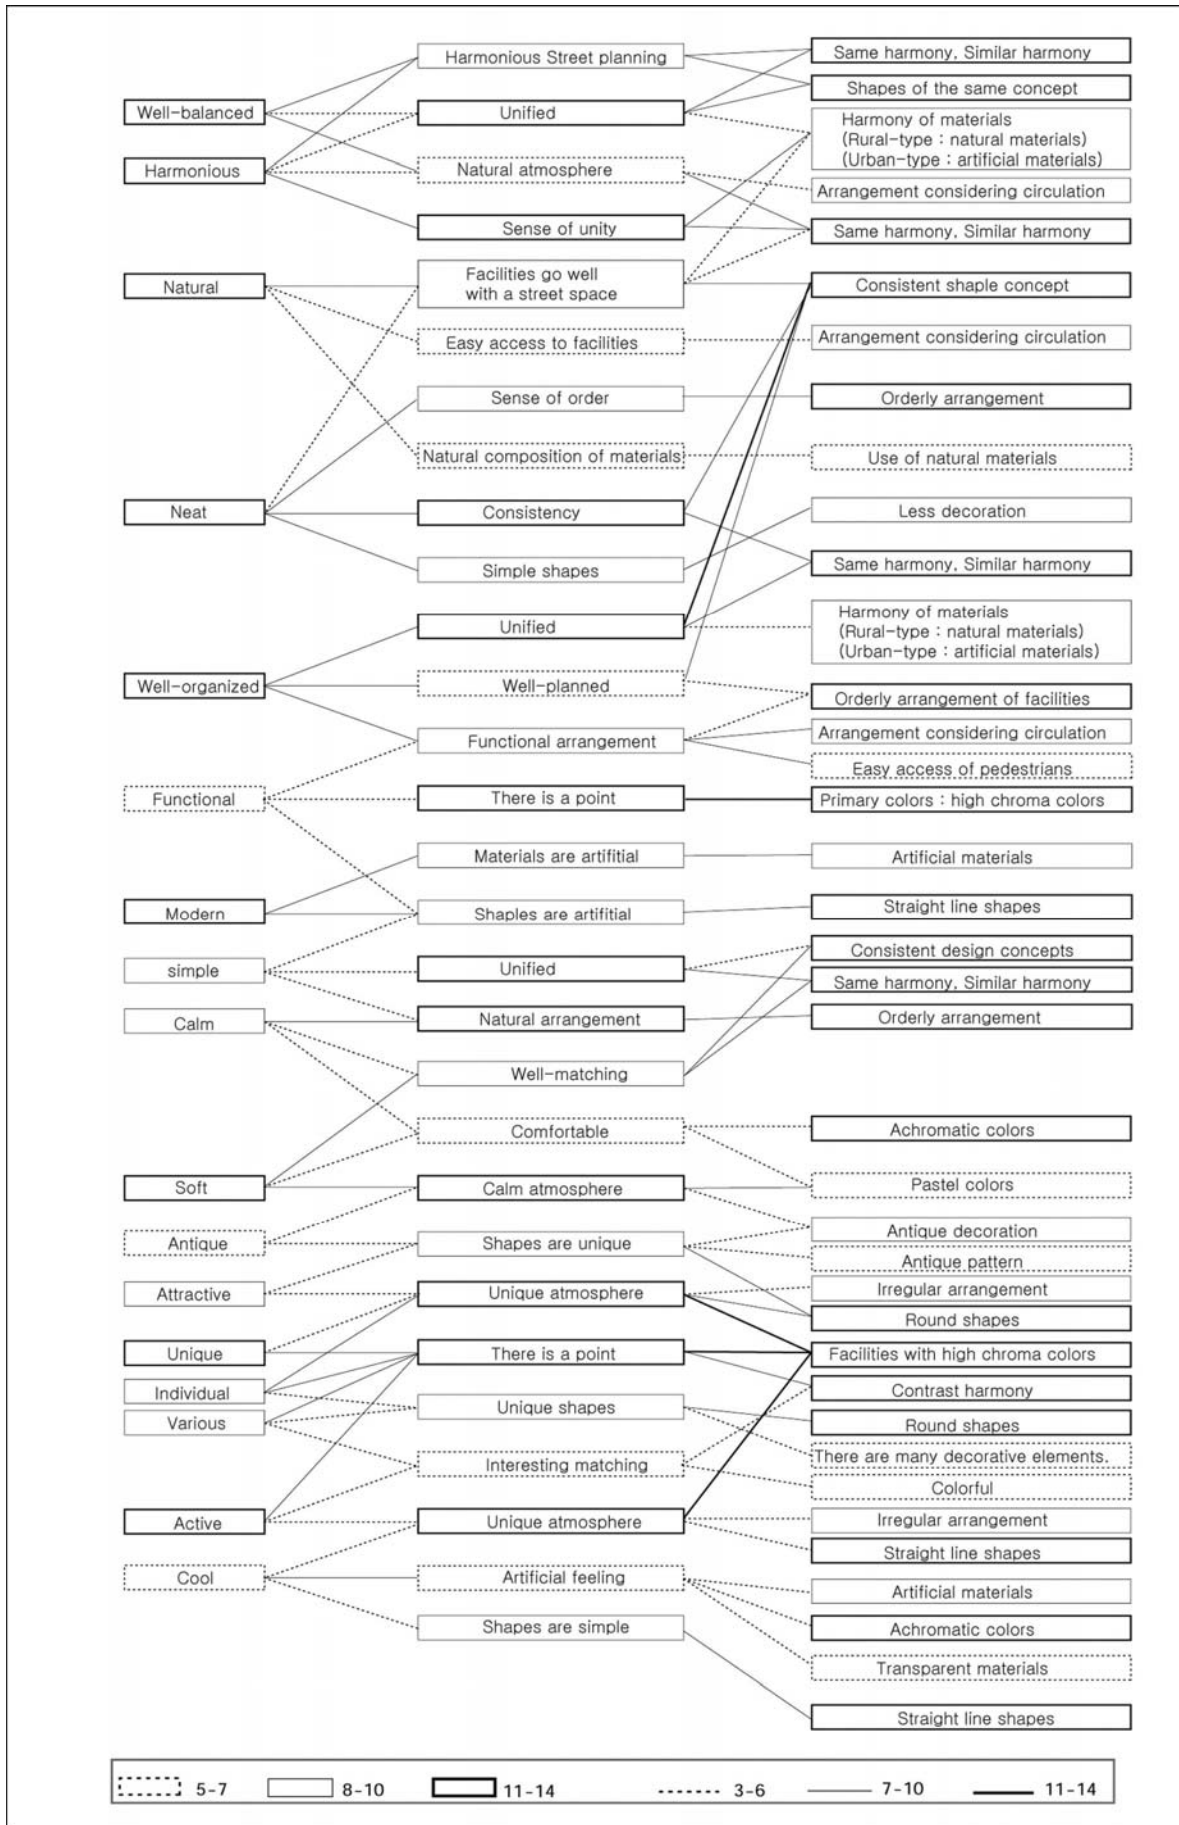 Harmonious Street planning
Same harmony, Similar harmony
Shapes of the same concept
Well-balanced
Unified
Harmony of materials
(Rural-type : natural materials)
(Urban-type : artificial materials)
Harmonious
Natural atmosphere
Arrangement considering circulation
Sense of unity
Same harmony, Similar harmony
Natural
Facilities go well
with a street space
Consistent shaple concept
Easy access to facilities
Arrangement considering circulation
Sense of order
Orderly arrangement
Natural composition of materials
Use of natural materials
Neat
Consistency
Less decoration
Simple shapes
Same harmony, Similar harmony
Unified
Harmony of materials
(Rural-type : natural materials)
(Urban-type : artificial materials)
Well-organized
Well-planned
Orderly arrangement of facilities
Functional arrangement
Arrangement considering circulation
Easy access of pedestrians
Functional
There is a point
Primary colors : high chroma colors
Materials are artifitial
Artificial materials
Modern
Shaples are artifitial
Straight line shapes
Consistent design concepts
simple
Unified
Same harmony, Similar harmony
Calm
Natural arrangement
Orderly arrangement
Well-matching
Comfortable
Achromatic colors
Soft
Calm atmosphere
Pastel colors
Antique
Shapes are unique
Antique decoration
Antique pattern
Attractive
Unique atmosphere
Irregular arrangement
Round shapes
Unique
There is a point
Facilities with high chroma colors
Individual
Contrast harmony
Various
Unique shapes
Round shapes
There are many decorative elements.
Interesting matching
Colorful
Active
Unique atmosphere
Irregular arrangement
Straight line shapes
Cool
Artificial feeling
Artificial materials
Shapes are simple
Achromatic colors
Transparent materials
Straight line shapes
5-7 8-10 11-14 3-6 7-10 11-14